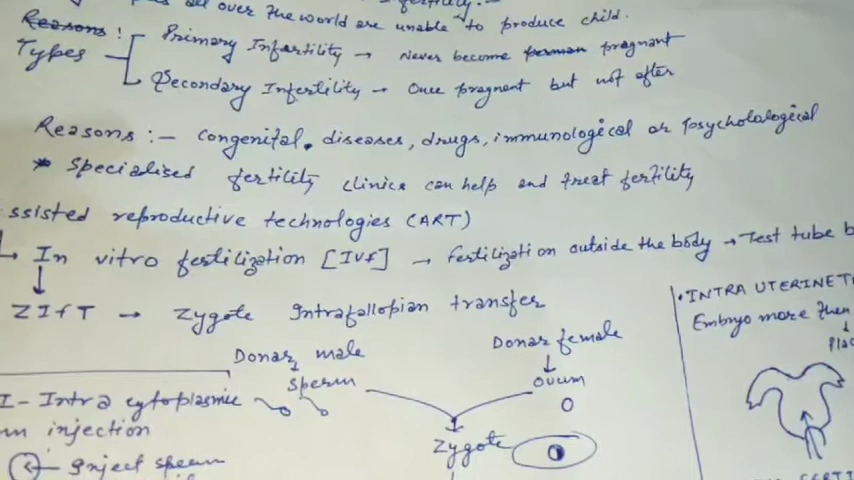 all over the world are unable to produce child.
Reasons :
Types
Primary Infertility → Never become pregnant
Secondary Infertility → Once pregnant but not after
Reasons :- Congenital, diseases, drugs, immunological or Psycholological
* Specialised fertility clinics can help and treat fertility
ssisted reproductive technologies (ART)
In vitro fertilization [IVF] → Fertilization outside the body → Test tube b
ZIFT → Zygote Intrafallopian transfer
• INTRA UTERINE T
Embryo more then
Donar male
Donar female
sperm
ovum
I - Intra cytoplasmic
injection
Zygote
Inject sperm